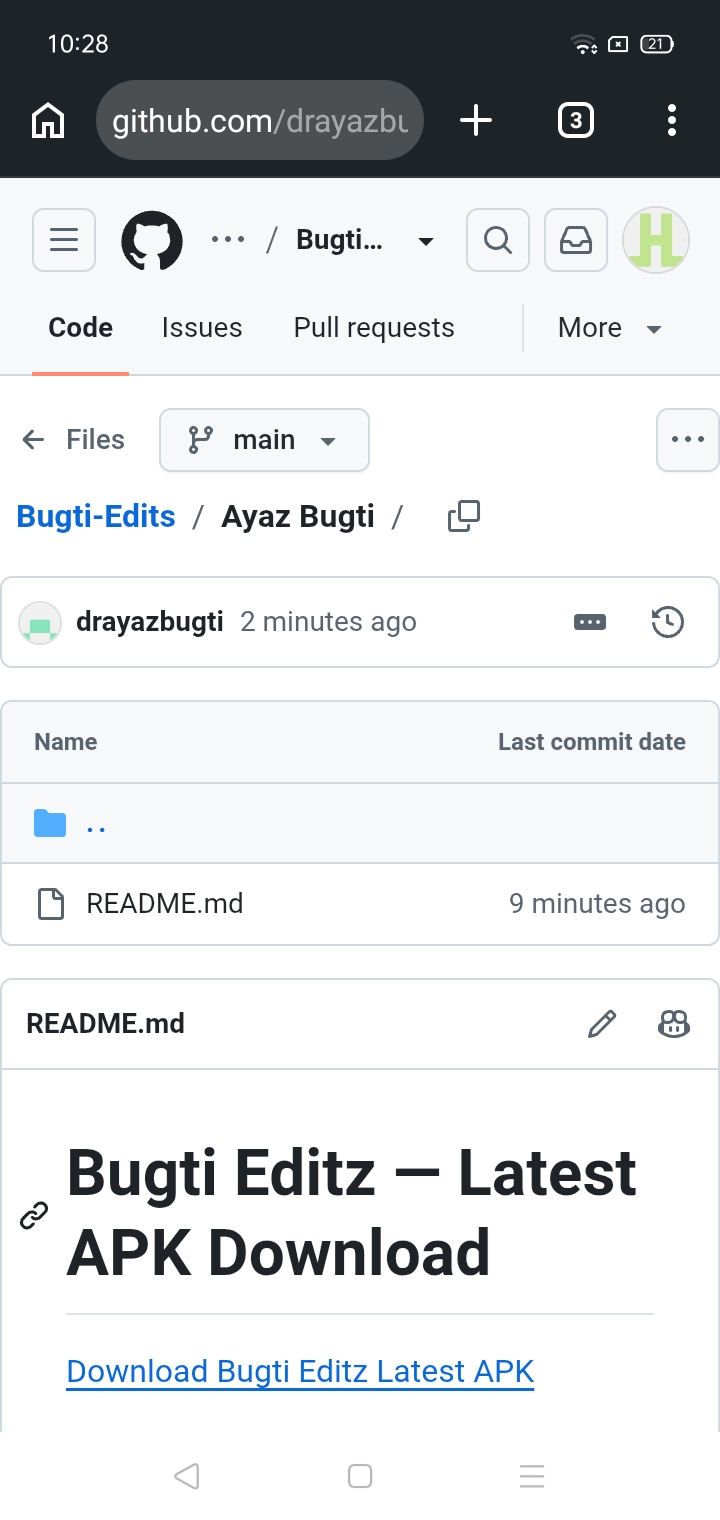 10:28
21
github.com/drayazbu
3
... / Bugti...
Code Issues Pull requests More
Files main
Bugti-Edits / Ayaz Bugti /
drayazbugti 2 minutes ago
Name Last commit date
..
README.md 9 minutes ago
README.md
Bugti Editz — Latest
APK Download
Download Bugti Editz Latest APK